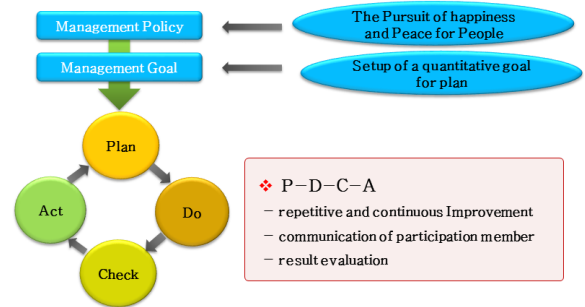 Management Policy
The Pursuit of happiness
and Peace for People
Management Goal
Setup of a quantitative goal
for plan
Plan
Act
Do
Check
❖ P-D-C-A
- repetitive and continuous Improvement
- communication of participation member
- result evaluation